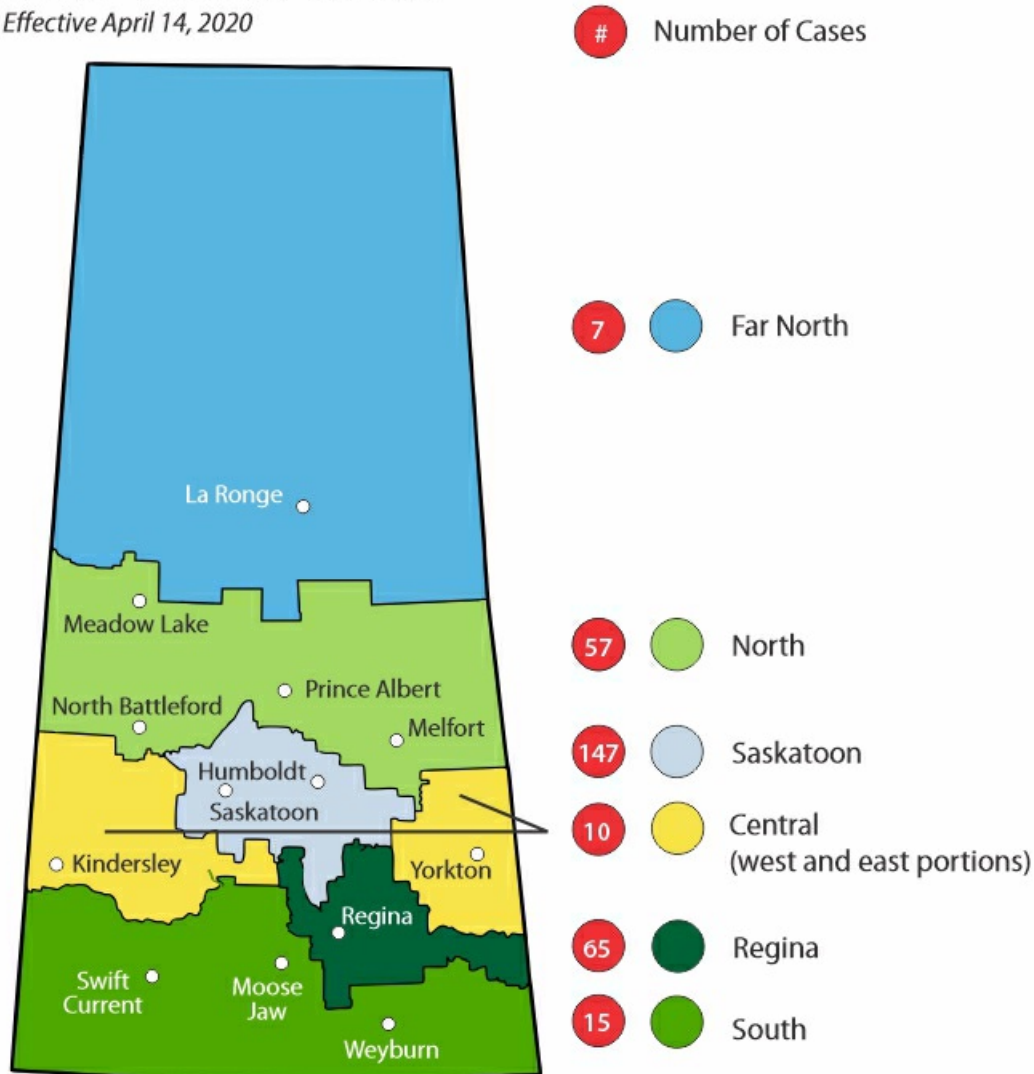 Effective April 14, 2020
# Number of Cases
7 Far North
La Ronge
Meadow Lake
57 North
Prince Albert
North Battleford
Melfort
147 Saskatoon
Humboldt
Saskatoon
10 Central
(west and east portions)
Kindersley
Yorkton
Regina
65 Regina
Swift
Current
Moose
Jaw
15 South
Weyburn